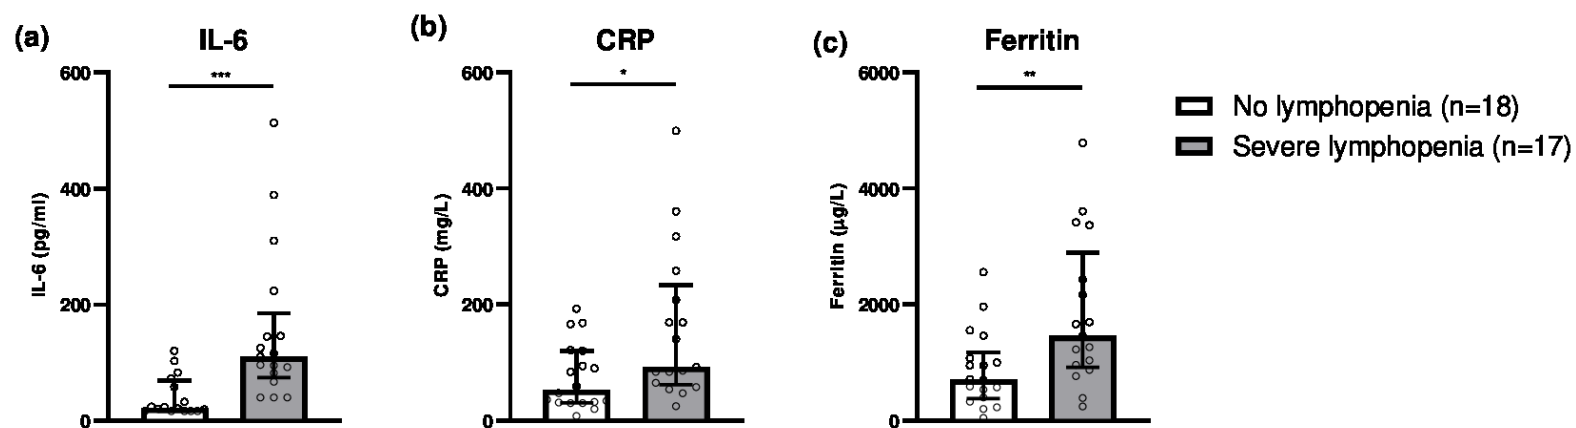 (a)
IL-6
***
600
400
200
0
IL-6 (pg/ml)
(b)
CRP
*
600
400
200
0
CRP (mg/L)
(c)
Ferritin
**
6000
4000
2000
0
Ferritin (µg/L)
No lymphopenia (n=18)
Severe lymphopenia (n=17)